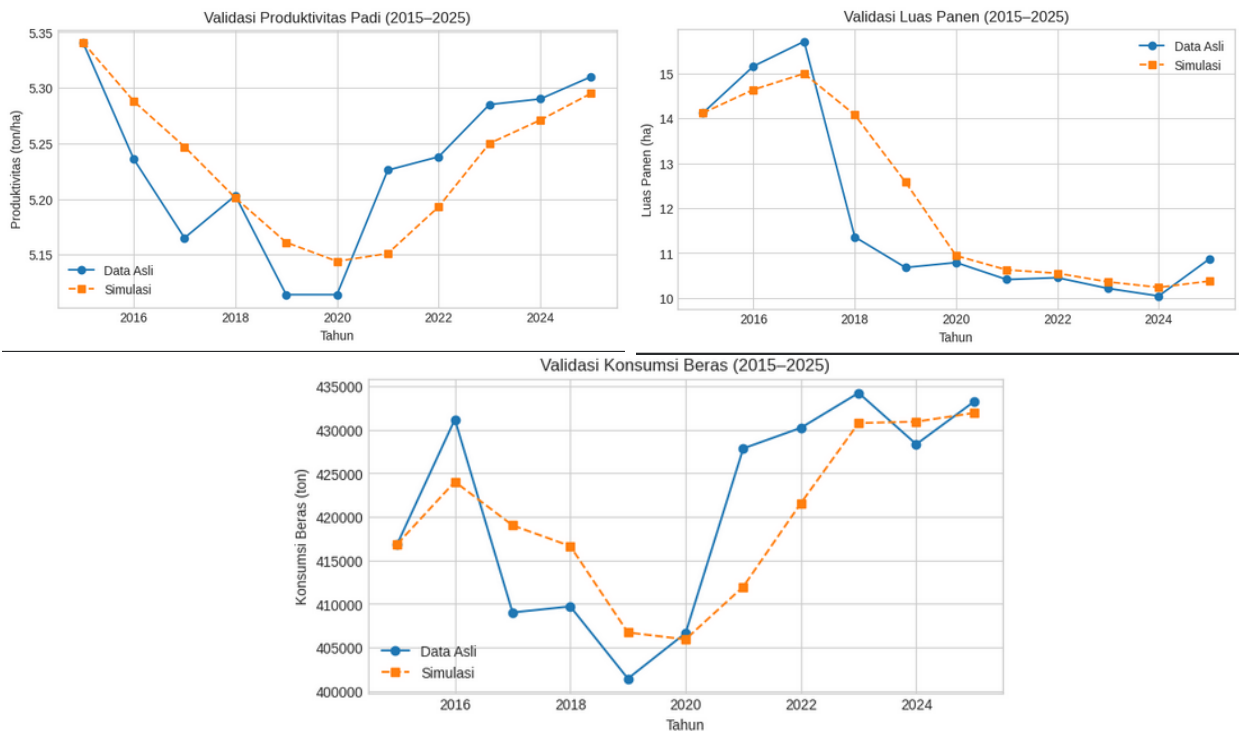 Validasi Produktivitas Padi (2015–2025)
5.35
5.30
5.25
5.20
5.15
Produktivitas (ton/ha)
Data Asli
Simulasi
2016 2018 2020 2022 2024
Tahun
Validasi Luas Panen (2015–2025)
Data Asli
Simulasi
15
14
13
12
11
10
Luas Panen (ha)
2016 2018 2020 2022 2024
Tahun
Validasi Konsumsi Beras (2015–2025)
435000
430000
425000
420000
415000
410000
405000
400000
Konsumsi Beras (ton)
Data Asli
Simulasi
2016 2018 2020 2022 2024
Tahun